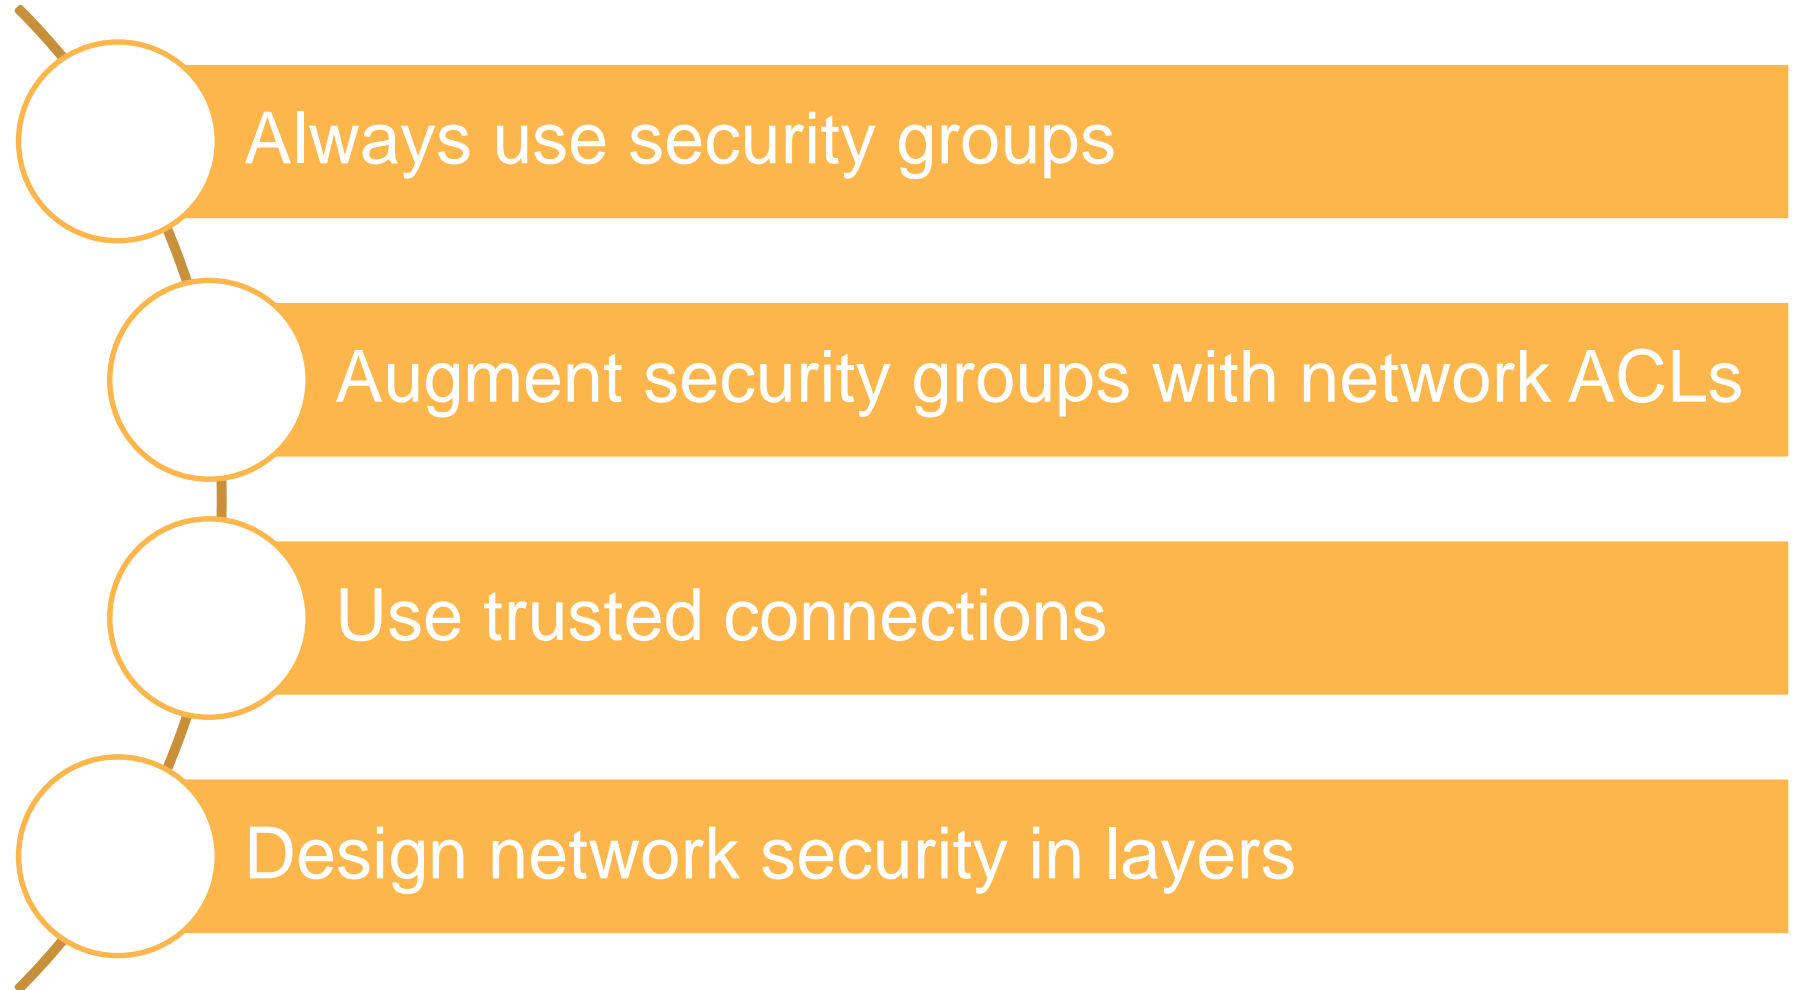 Always use security groups
Augment security groups with network ACLs
Use trusted connections
Design network security in layers